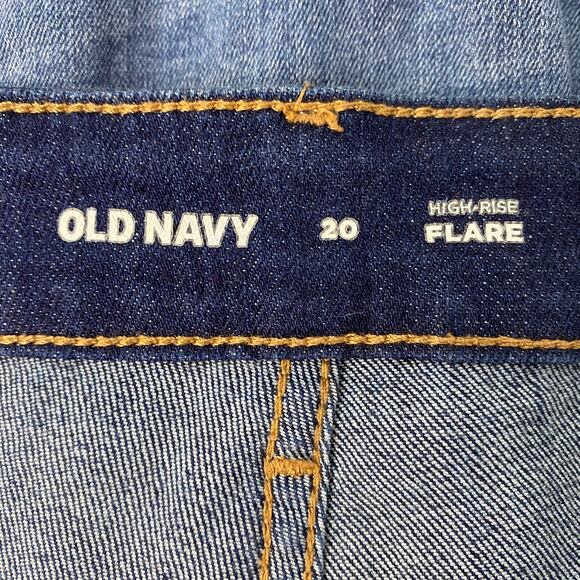 OLD NAVY
20
HIGH-RISE
FLARE